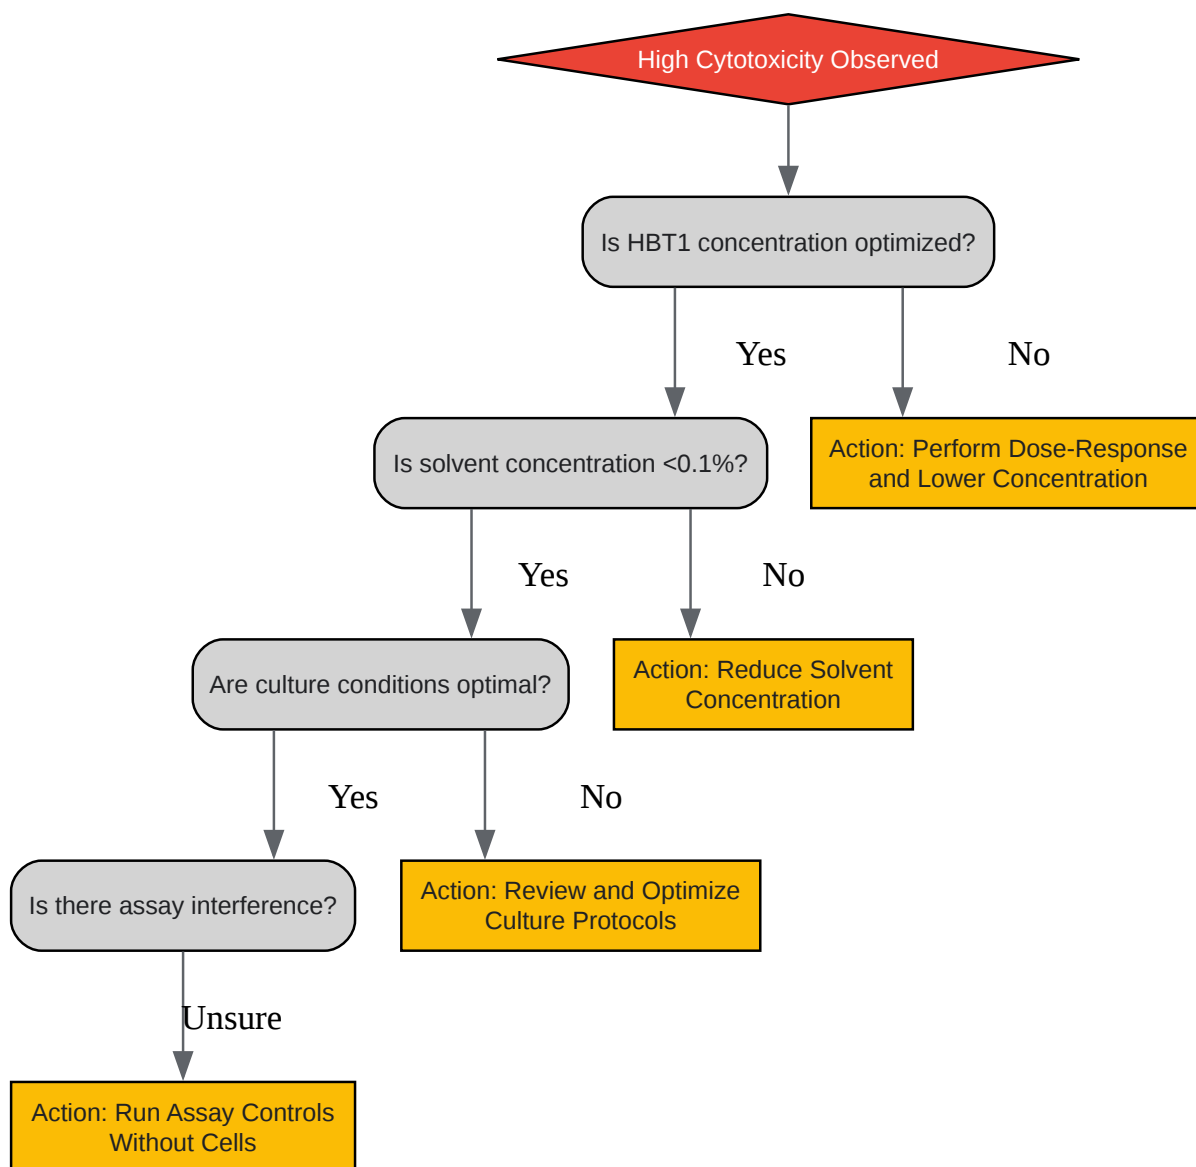 High Cytotoxicity Observed
Is HBT1 concentration optimized?
Yes
No
Is solvent concentration <0.1%?
Action: Perform Dose-Response
and Lower Concentration
Yes
No
Are culture conditions optimal?
Action: Reduce Solvent
Concentration
Yes
No
Is there assay interference?
Action: Review and Optimize
Culture Protocols
Unsure
Action: Run Assay Controls
Without Cells